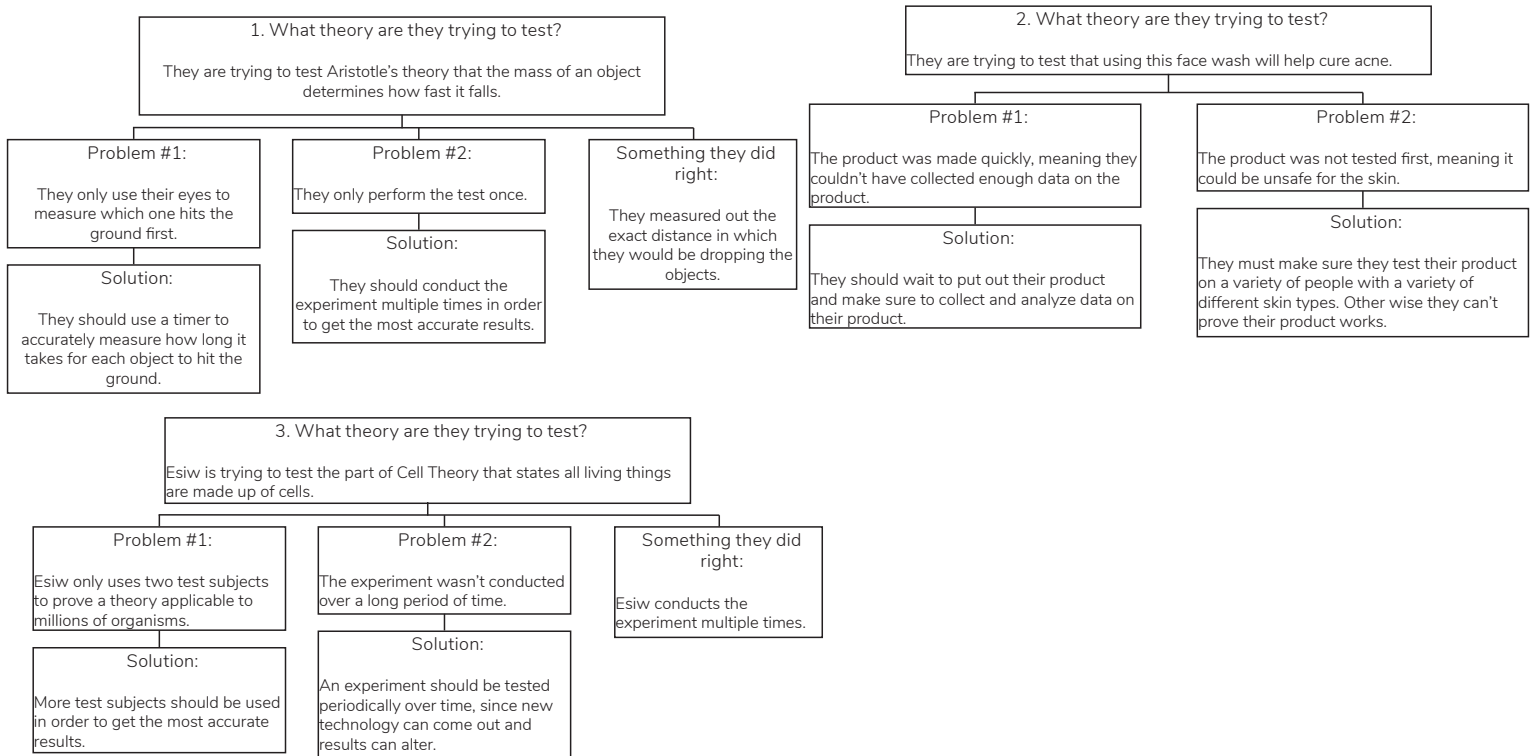 1. What theory are they trying to test?
They are trying to test Aristotle's theory that the mass of an object
determines how fast it falls.
Problem #1:
They only use their eyes to
measure which one hits the
ground first.
Solution:
They should use a timer to
accurately measure how long it
takes for each object to hit the
ground.
Problem #2:
They only perform the test once.
Solution:
They should conduct the
experiment multiple times in order
to get the most accurate results.
Something they did
right:
They measured out the
exact distance in which
they would be dropping the
objects.
2. What theory are they trying to test?
They are trying to test that using this face wash will help cure acne.
Problem #1:
The product was made quickly, meaning they
couldn't have collected enough data on the
product.
Solution:
They should wait to put out their product
and make sure to collect and analyze data on
their product.
Problem #2:
The product was not tested first, meaning it
could be unsafe for the skin.
Solution:
They must make sure they test their product
on a variety of people with a variety of
different skin types. Other wise they can't
prove their product works.
3. What theory are they trying to test?
Esiw is trying to test the part of Cell Theory that states all living things
are made up of cells.
Problem #1:
Esiw only uses two test subjects
to prove a theory applicable to
millions of organisms.
Solution:
More test subjects should be used
in order to get the most accurate
results.
Problem #2:
The experiment wasn't conducted
over a long period of time.
Solution:
An experiment should be tested
periodically over time, since new
technology can come out and
results can alter.
Something they did
right:
Esiw conducts the
experiment multiple times.